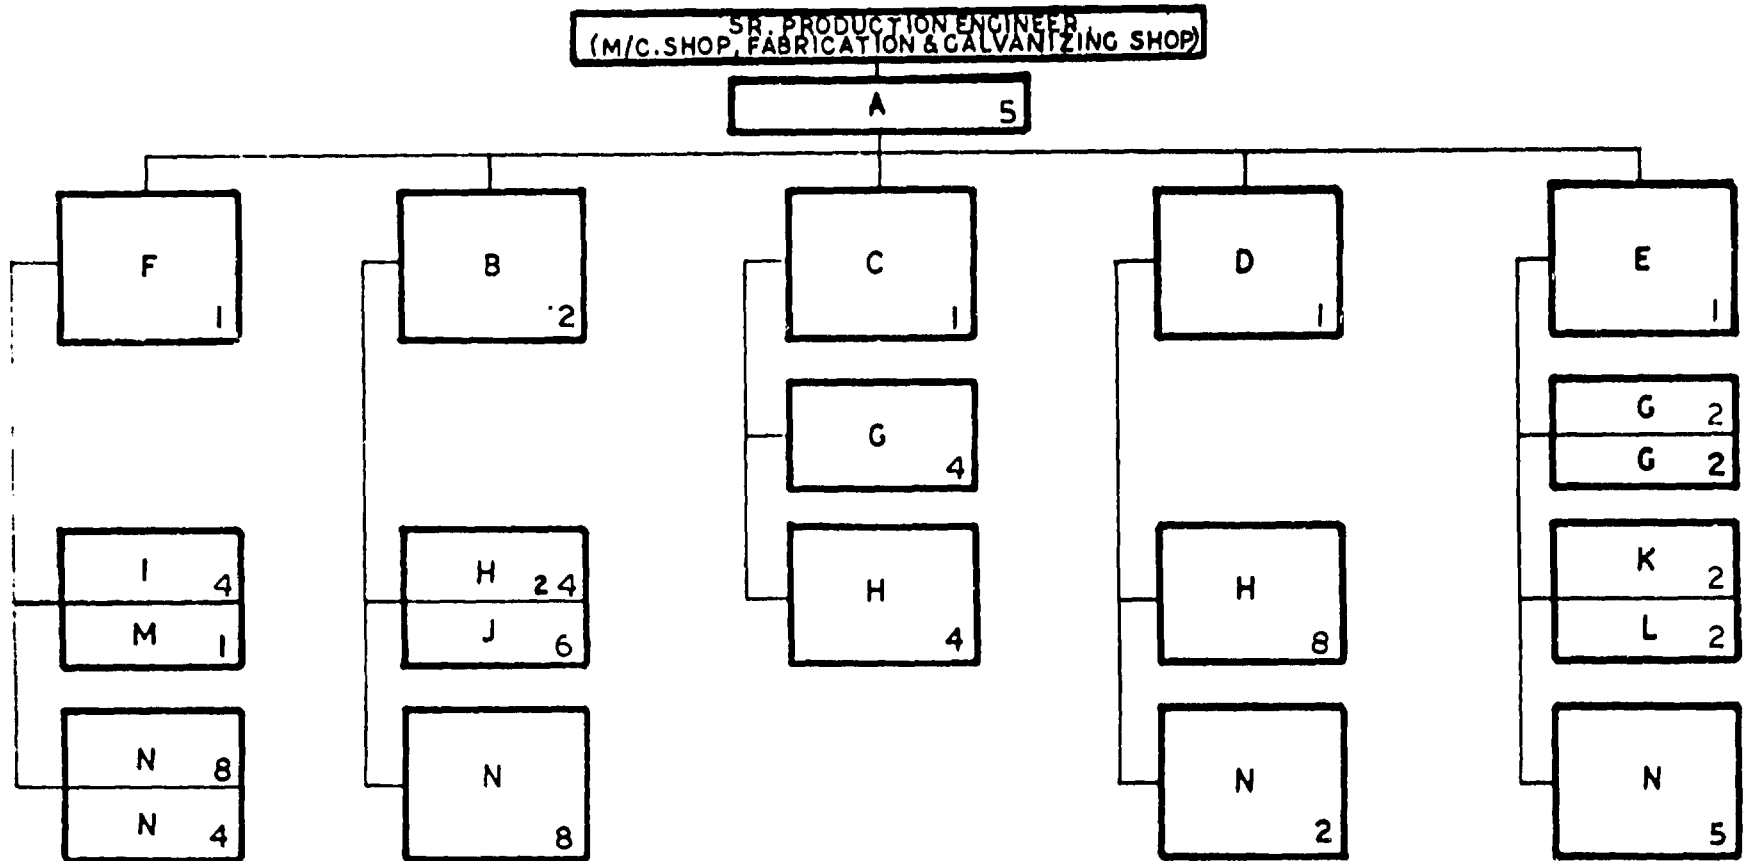 SR. PRODUCTION ENGINEER
(M/C. SHOP, FABRICATION & GALVANIZING SHOP)
A 5
F 1
B 2
C 1
D 1
E 1
G 4
G 2
G 2
I 4
M 1
H 24
J 6
H 4
H 8
K 2
L 2
N 8
N 4
N 8
N 2
N 5